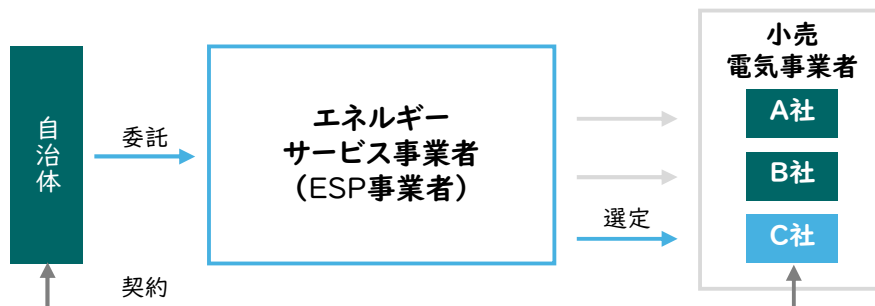 自治体
委託
エネルギー
サービス事業者
（ESP事業者）
選定
小売
電気事業者
A社
B社
C社
契約